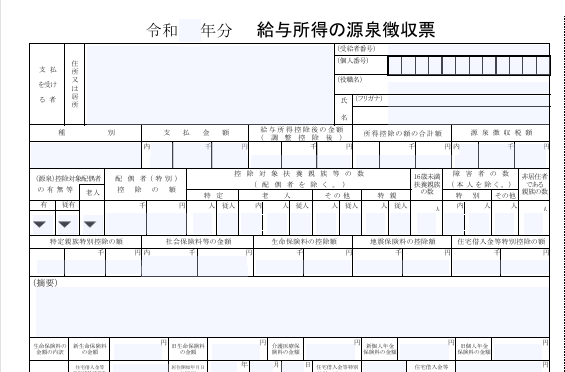 令和　年分　給与所得の源泉徴収票
支払を受ける者
住所又は居所
(受給者番号)
(個人番号)
(役職名)
氏名
(フリガナ)
種　別
支払金額
給与所得控除後の金額(調整控除後)
所得控除の額の合計額
源泉徴収税額
内　千　円　千　円　千　円　内　千　円
(源泉)控除対象配偶者の有無等
老人
有　従有
配偶者(特別)控除の額
千　円
控除対象扶養親族等の数
(配偶者を除く。)
特定　老人　その他　特親
人　従人　内　人　従人　人　従人　人　従人
16歳未満扶養親族の数
人
障害者の数
(本人を除く。)
特別　その他
内　人　人
非居住者である親族の数
人
特定親族特別控除の額
社会保険料等の金額
生命保険料の控除額
地震保険料の控除額
住宅借入金等特別控除の額
千　円　内　千　円　千　円　千　円　千　円
(摘要)
生命保険料の金額の内訳
新生命保険料の金額
円
旧生命保険料の金額
円
介護医療保険料の金額
円
新個人年金保険料の金額
円
旧個人年金保険料の金額
円
住宅借入金等
居住開始年月日
年　月　日
住宅借入金等特別
住宅借入金等